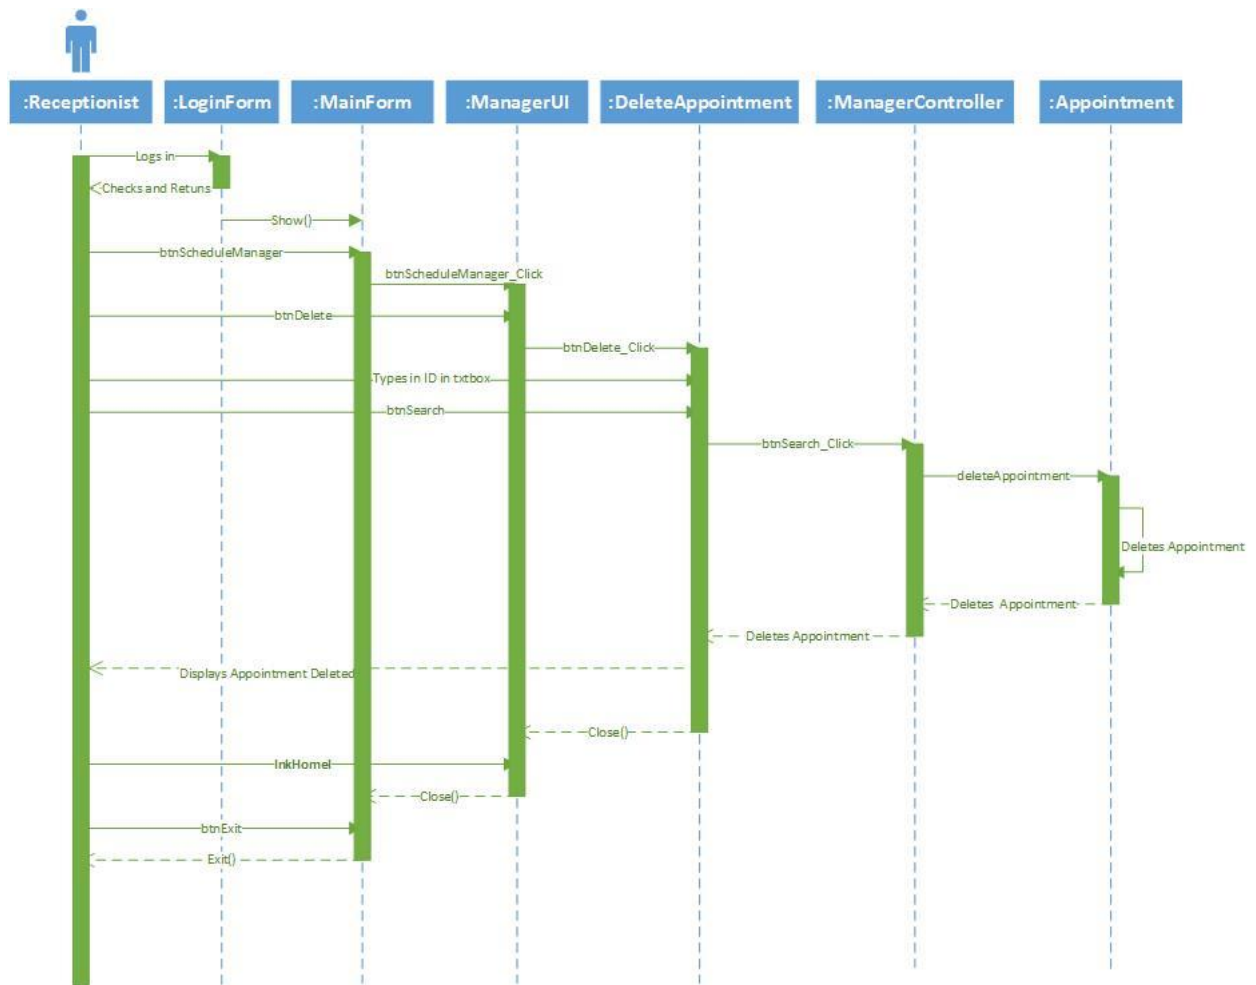 :Receptionist
:LoginForm
:MainForm
:ManagerUI
:DeleteAppointment
:ManagerController
:Appointment
Logs in
Checks and Retuns
Show()
btnScheduleManager
btnScheduleManager_Click
btnDelete
btnDelete_Click
Types in ID in txtbox
btnSearch
btnSearch_Click
deleteAppointment
Deletes Appointment
Deletes Appointment
Deletes Appointment
Displays Appointment Deleted
Close()
lnkHomel
Close()
btnExit
Exit()